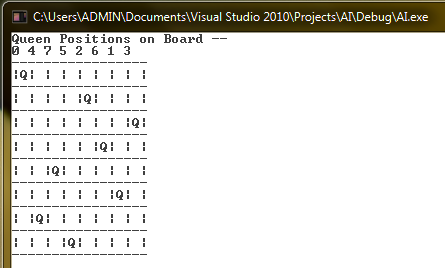 C:\Users\ADMIN\Documents\Visual Studio 2010\Projects\AI\Debug\AI.exe
Queen Positions on Board --
0 4 7 5 2 6 1 3
-----------------
¦Q¦ ¦ ¦ ¦ ¦ ¦ ¦ ¦
-----------------
¦ ¦ ¦ ¦ ¦Q¦ ¦ ¦ ¦
-----------------
¦ ¦ ¦ ¦ ¦ ¦ ¦ ¦Q¦
-----------------
¦ ¦ ¦ ¦ ¦ ¦Q¦ ¦ ¦
-----------------
¦ ¦ ¦Q¦ ¦ ¦ ¦ ¦ ¦
-----------------
¦ ¦ ¦ ¦ ¦ ¦ ¦Q¦ ¦
-----------------
¦ ¦Q¦ ¦ ¦ ¦ ¦ ¦ ¦
-----------------
¦ ¦ ¦ ¦Q¦ ¦ ¦ ¦ ¦
-----------------